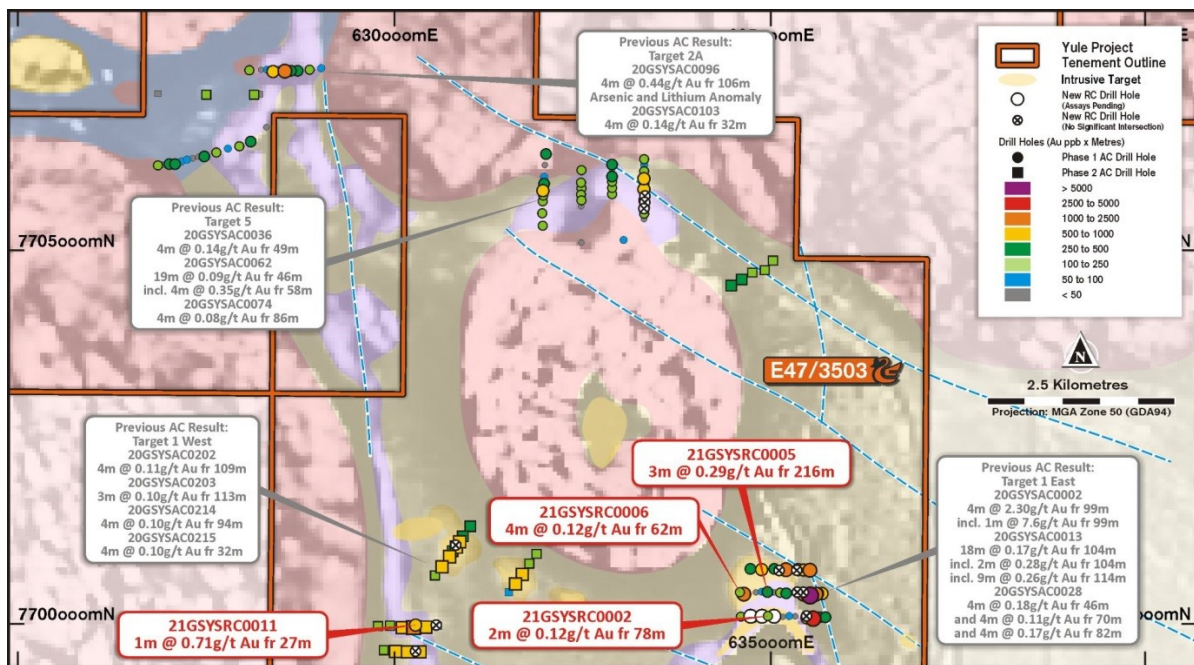 630000mE
Previous AC Result:
Target 2A
20GSYSAC0096
4m @ 0.44g/t Au fr 106m
Arsenic and Lithium Anomaly
20GSYSAC0103
4m @ 0.14g/t Au fr 32m
Yule Project
Tenement Outline
Intrusive Target
New RC Drill Hole
(Assays Pending)
New RC Drill Hole
(No Significant Intersection)
Drill Holes (Au ppb x Metres)
Phase 1 AC Drill Hole
Phase 2 AC Drill Hole
> 5000
2500 to 5000
1000 to 2500
500 to 1000
250 to 500
100 to 250
50 to 100
< 50
Previous AC Result:
Target 5
20GSYSAC0036
4m @ 0.14g/t Au fr 49m
20GSYSAC0062
19m @ 0.09g/t Au fr 46m
incl. 4m @ 0.35g/t Au fr 58m
20GSYSAC0074
4m @ 0.08g/t Au fr 86m
7705000mN
N
2.5 Kilometres
Projection: MGA Zone 50 (GDA94)
E47/3503
Previous AC Result:
Target 1 West
20GSYSAC0202
4m @ 0.11g/t Au fr 109m
20GSYSAC0203
3m @ 0.10g/t Au fr 113m
20GSYSAC0214
4m @ 0.10g/t Au fr 94m
20GSYSAC0215
4m @ 0.10g/t Au fr 32m
21GSYSRC0005
3m @ 0.29g/t Au fr 216m
21GSYSRC0006
4m @ 0.12g/t Au fr 62m
Previous AC Result:
Target 1 East
20GSYSAC0002
4m @ 2.30g/t Au fr 99m
incl. 1m @ 7.6g/t Au fr 99m
20GSYSAC0013
18m @ 0.17g/t Au fr 104m
incl. 2m @ 0.28g/t Au fr 104m
incl. 9m @ 0.26g/t Au fr 114m
20GSYSAC0028
4m @ 0.18g/t Au fr 46m
and 4m @ 0.11g/t Au fr 70m
and 4m @ 0.17g/t Au fr 82m
7700000mN
21GSYSRC0011
1m @ 0.71g/t Au fr 27m
21GSYSRC0002
2m @ 0.12g/t Au fr 78m
635000mE